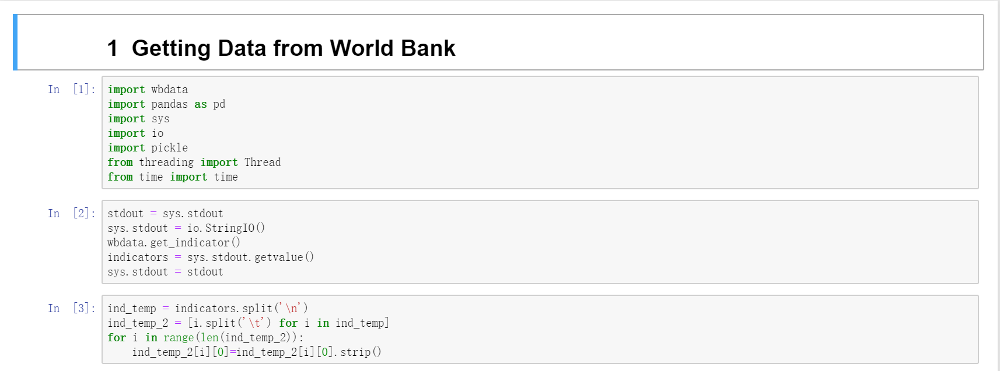 1 Getting Data from World Bank
In [1]:
import wbdata
import pandas as pd
import sys
import io
import pickle
from threading import Thread
from time import time
In [2]:
stdout = sys.stdout
sys.stdout = io.StringIO()
wbdata.get_indicator()
indicators = sys.stdout.getvalue()
sys.stdout = stdout
In [3]:
ind_temp = indicators.split('\n')
ind_temp_2 = [i.split('\t') for i in ind_temp]
for i in range(len(ind_temp_2)):
    ind_temp_2[i][0]=ind_temp_2[i][0].strip()